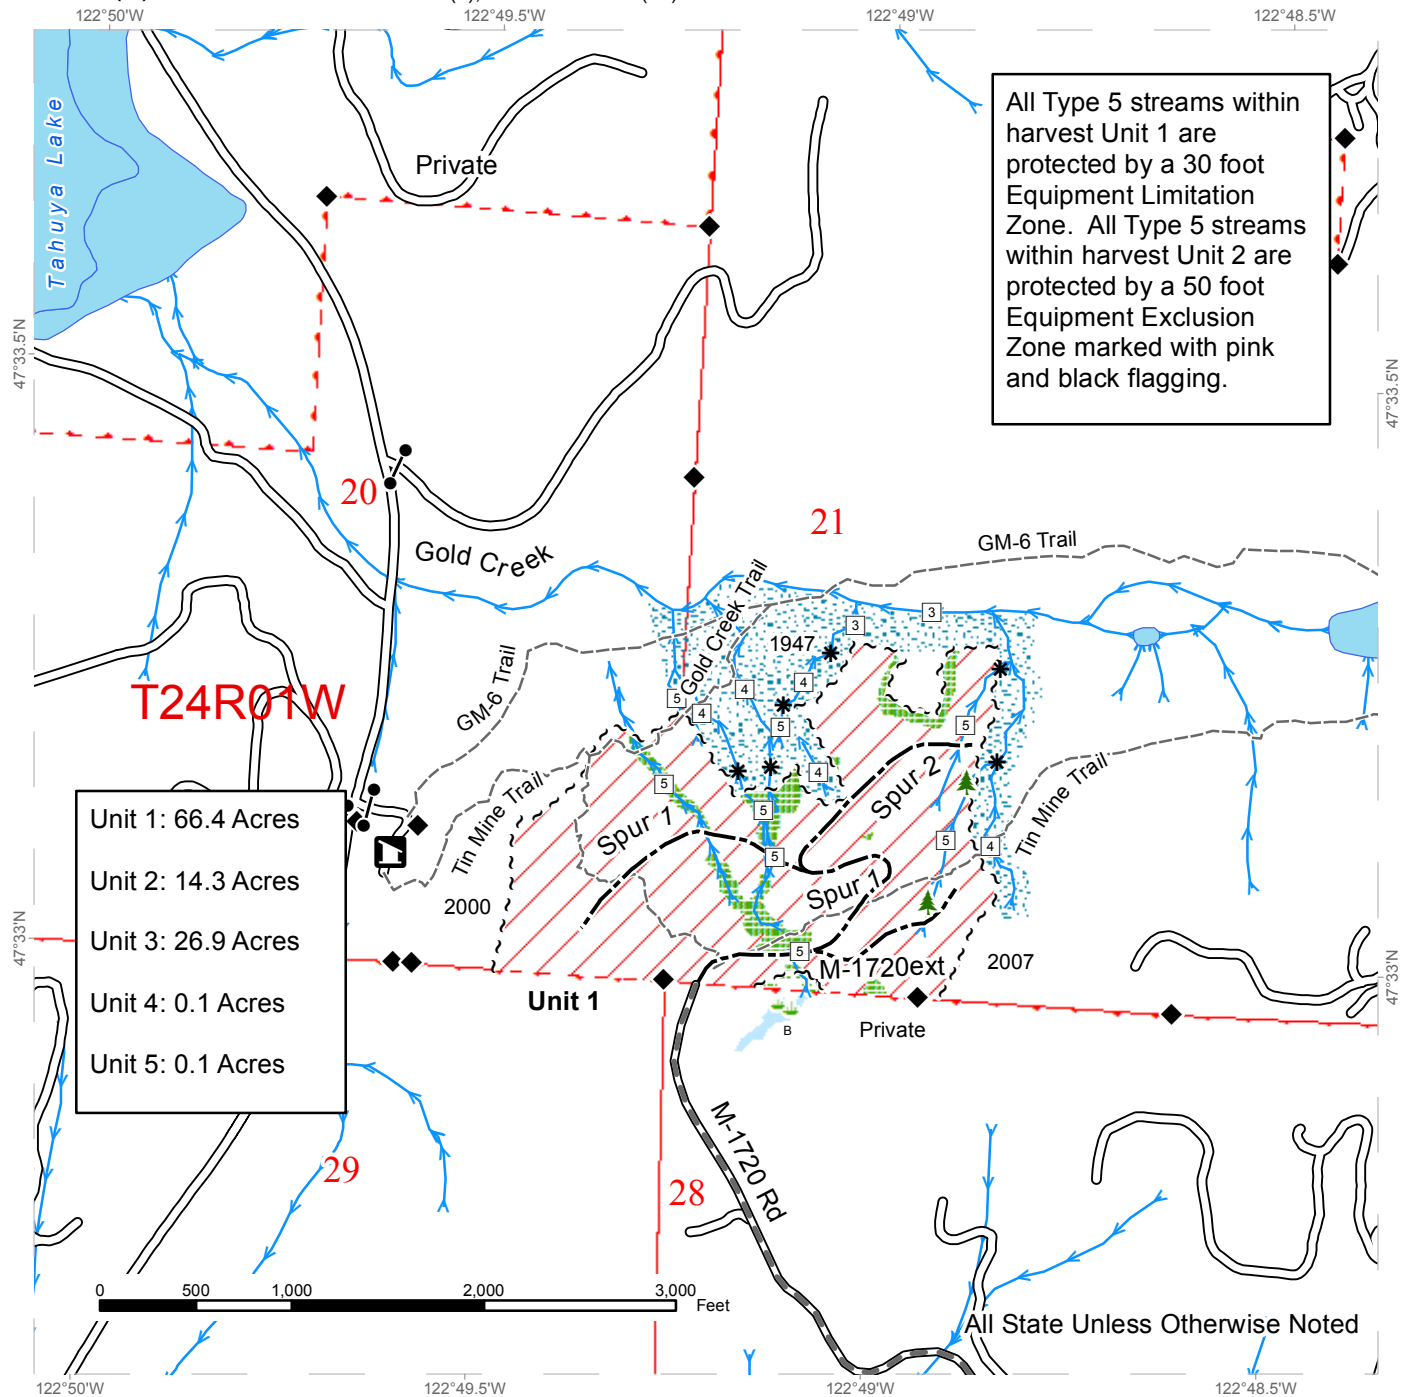 122°50'W
122°49.5'W
122°49'W
122°48.5'W
Tahuya Lake
Private
All Type 5 streams within
harvest Unit 1 are
protected by a 30 foot
Equipment Limitation
Zone. All Type 5 streams
within harvest Unit 2 are
protected by a 50 foot
Equipment Exclusion
Zone marked with pink
and black flagging.
47°33.5'N
47°33.5'N
20
21
Gold Creek
GM-6 Trail
Gold Creek Trail
3
3
1947
4
4
5
4
5
5
GM-6 Trail
T24R01W
4
5
5
Spur 2
Tin Mine Trail
Spur 1
5
5
4
Tin Mine Trail
Spur 1
Unit 1: 66.4 Acres
Unit 2: 14.3 Acres
Unit 3: 26.9 Acres
Unit 4: 0.1 Acres
Unit 5: 0.1 Acres
2000
5
M-1720ext
2007
47°33'N
47°33'N
Unit 1
B
Private
M-1720 Rd
29
28
0
500
1,000
2,000
3,000
Feet
All State Unless Otherwise Noted
122°50'W
122°49.5'W
122°49'W
122°48.5'W